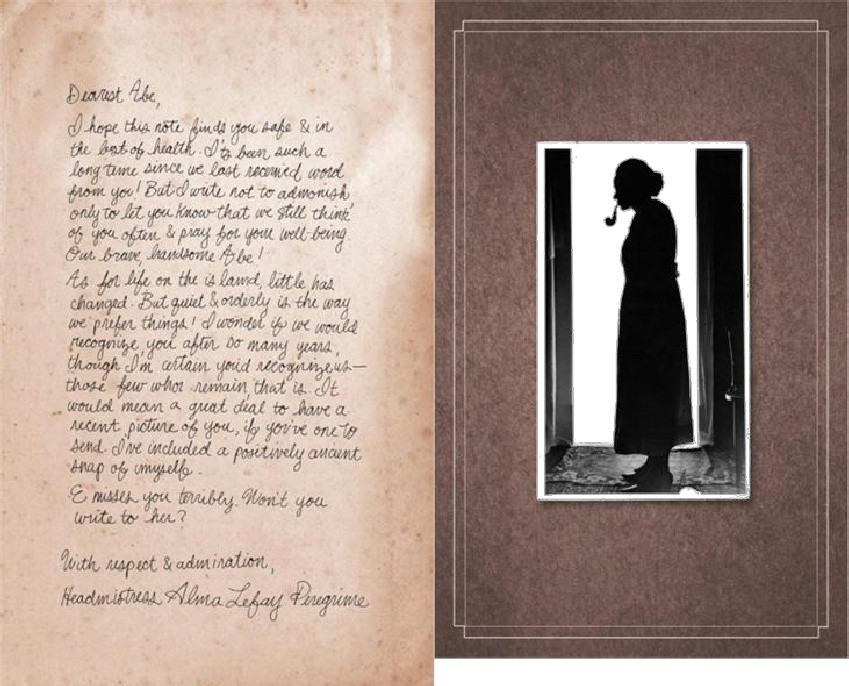 Dearest Abe,
I hope this note finds you safe & in
the best of health. It's been such a
long time since we last received word
from you! But I write not to admonish
only to let you know that we still think
of you often & pray for your well-being.
Our brave, handsome Abe!
As for life on the island, little has
changed. But quiet & orderly is the way
we prefer things! I wonder if we would
recognize you after so many years,
though I'm certain you'd recognize us—
those few who remain that is. It
would mean a great deal to have a
recent picture of you, if you've one to
send. I've included a positively ancient
snap of myself.
E misses you terribly. Won't you
write to her?
With respect & admiration,
Headmistress Alma Lefay Peregrine